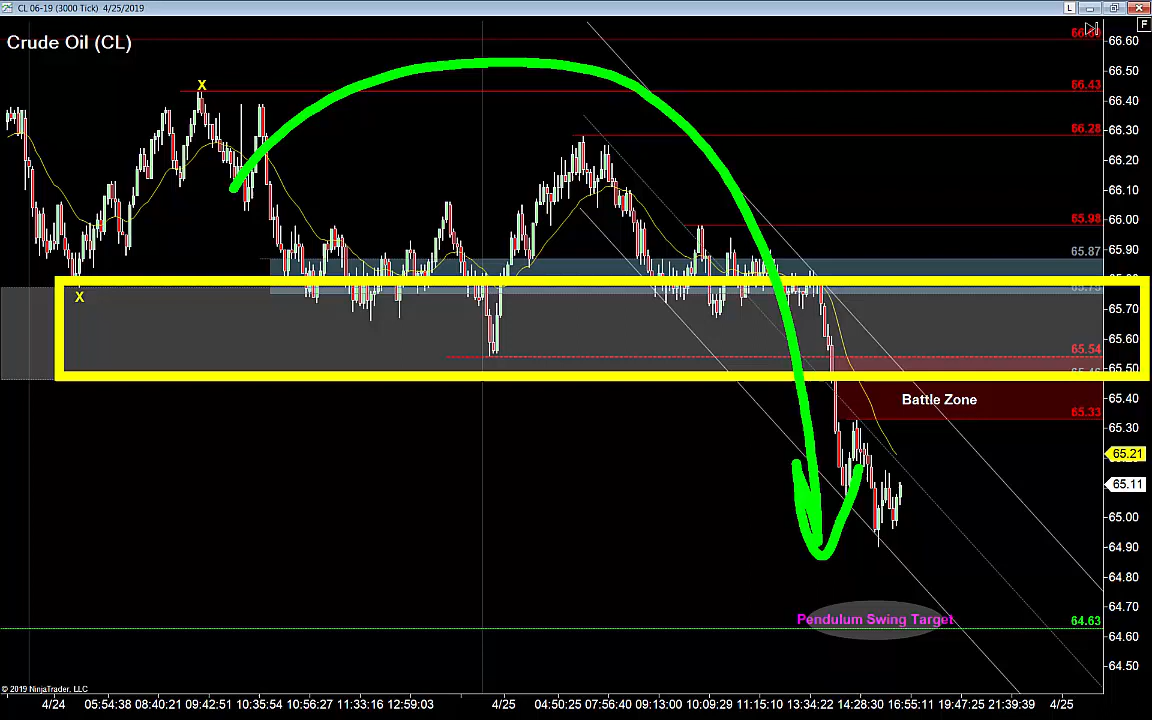 CL 06-19 (3000 Tick)  4/25/2019
L
F
Crude Oil (CL)
X
X
66.43
66.28
65.98
65.87
65.54
65.33
64.63
Battle Zone
Pendulum Swing Target
66.60
66.50
66.40
66.30
66.20
66.10
66.00
65.90
65.70
65.60
65.50
65.40
65.30
65.21
65.11
65.00
64.90
64.80
64.70
64.60
64.50
© 2019 NinjaTrader, LLC
4/24 05:54:38 08:40:21 09:42:51 10:35:54 10:56:57 11:33:16 12:59:03 4/25 04:50:25 07:56:40 09:13:00 10:09:29 11:15:10 13:34:22 14:28:30 16:55:11 19:47:25 21:39:39 4/25